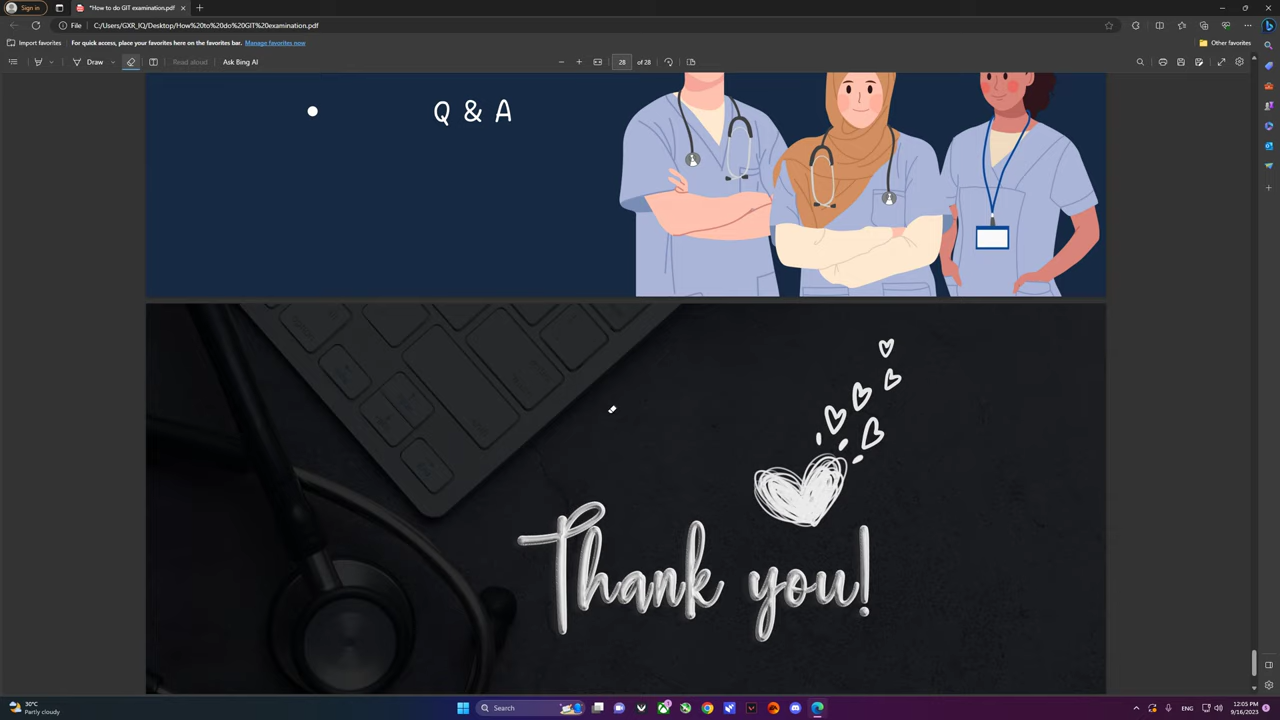 Sign in
*How to do GIT examination.pdf
File
C:/Users/GXR_IQ/Desktop/How%20to%20do%20GIT%20examination.pdf
Import favorites
For quick access, place your favorites here on the favorites bar. Manage favorites now
Other favorites
Draw
Read aloud
Ask Bing AI
28
of 28
Q & A
Thank you!
30°C
Partly cloudy
Search
12:05 PM
9/16/2023